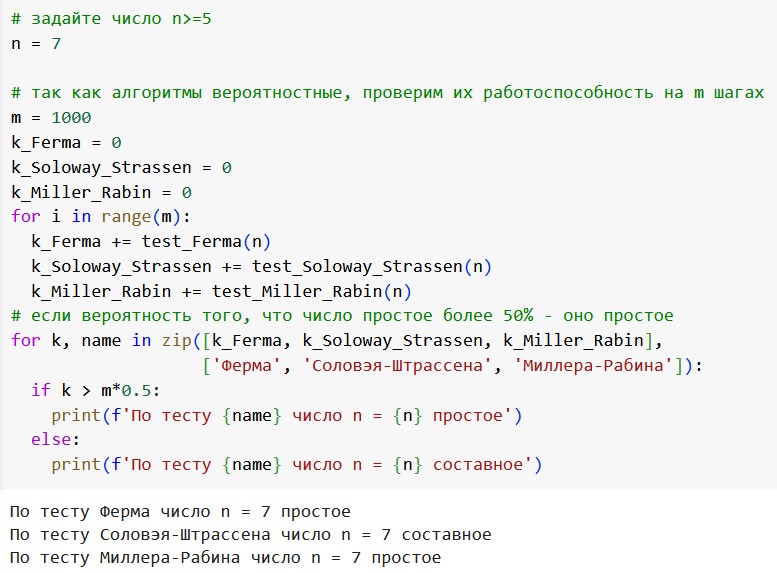 # задайте число n>=5
n = 7
# так как алгоритмы вероятностные, проверим их работоспособность на m шагах
m = 1000
k_Ferma = 0
k_Soloway_Strassen = 0
k_Miller_Rabin = 0
for i in range(m):
  k_Ferma += test_Ferma(n)
  k_Soloway_Strassen += test_Soloway_Strassen(n)
  k_Miller_Rabin += test_Miller_Rabin(n)
# если вероятность того, что число простое более 50% - оно простое
for k, name in zip([k_Ferma, k_Soloway_Strassen, k_Miller_Rabin],
                   ['Ферма', 'Соловэя-Штрассена', 'Миллера-Рабина']):
  if k > m*0.5:
    print(f'По тесту {name} число n = {n} простое')
  else:
    print(f'По тесту {name} число n = {n} составное')
По тесту Ферма число n = 7 простое
По тесту Соловэя-Штрассена число n = 7 составное
По тесту Миллера-Рабина число n = 7 простое